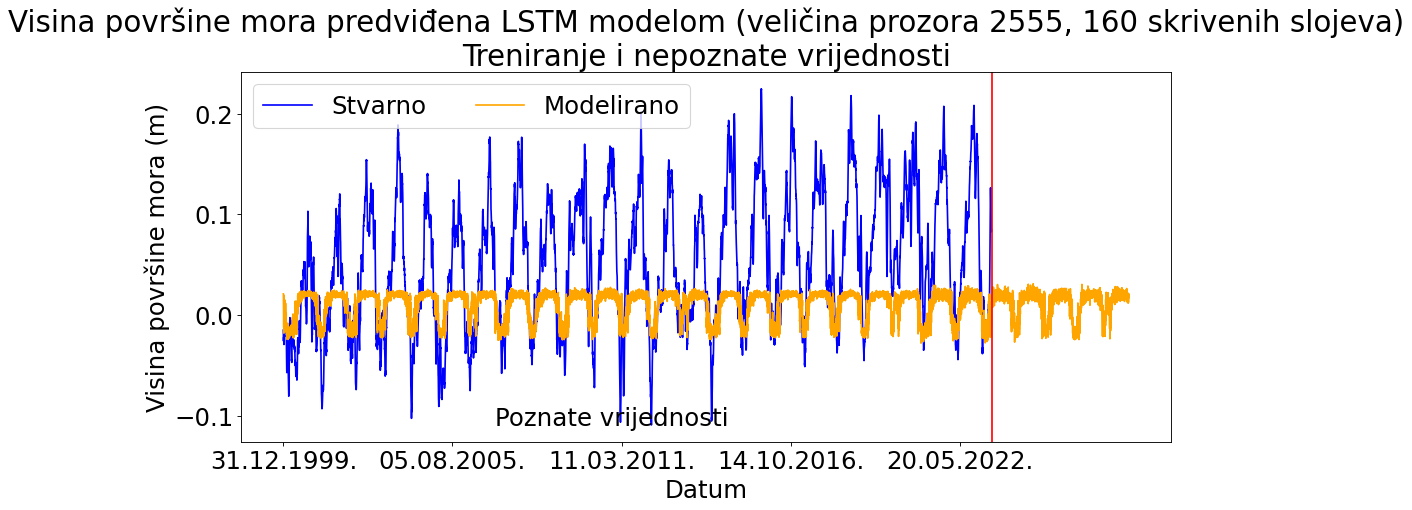 Visina površine mora predviđena LSTM modelom (veličina prozora 2555, 160 skrivenih slojeva)
Treniranje i nepoznate vrijednosti
Stvarno Modelirano
Visina površine mora (m)
0.2
0.1
0.0
−0.1
Poznate vrijednosti
31.12.1999. 05.08.2005. 11.03.2011. 14.10.2016. 20.05.2022.
Datum